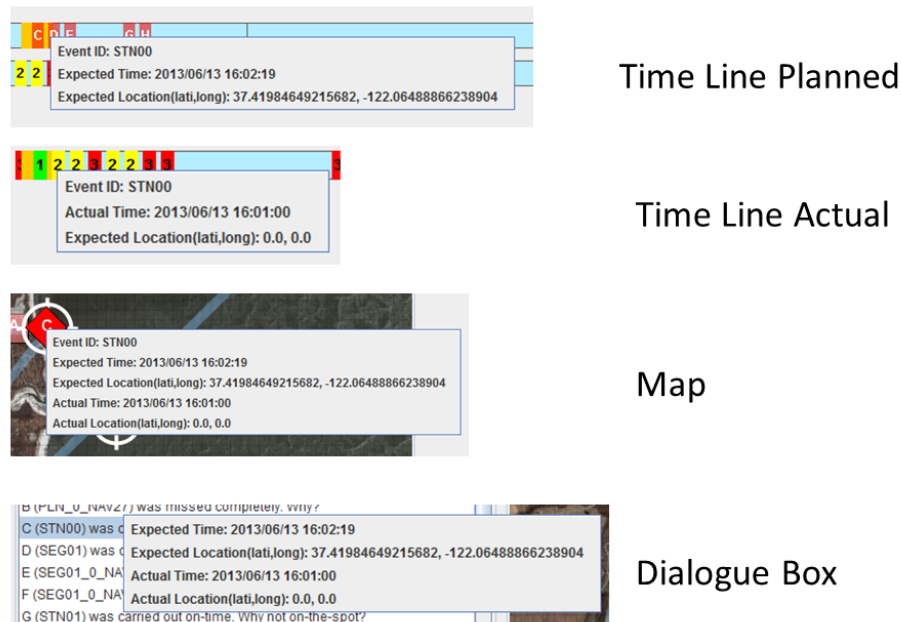 C D E G H
Event ID: STN00
2 2 Expected Time: 2013/06/13 16:02:19
Expected Location(lati,long): 37.41984649215682, -122.06488866238904
Time Line Planned
3 1 2 2 3 2 2 3 3 3
Event ID: STN00
Actual Time: 2013/06/13 16:01:00
Expected Location(lati,long): 0.0, 0.0
Time Line Actual
A C
Event ID: STN00
Expected Time: 2013/06/13 16:02:19
Expected Location(lati,long): 37.41984649215682, -122.06488866238904
Actual Time: 2013/06/13 16:01:00
Actual Location(lati,long): 0.0, 0.0
Map
B (PLN_0_NAV27) was missed completely. Why?
C (STN00) was c
D (SEG01) was c
E (SEG01_0_NA
F (SEG01_0_NA
G (STN01) was carried out on-time. Why not on-the-spot?
Expected Time: 2013/06/13 16:02:19
Expected Location(lati,long): 37.41984649215682, -122.06488866238904
Actual Time: 2013/06/13 16:01:00
Actual Location(lati,long): 0.0, 0.0
Dialogue Box